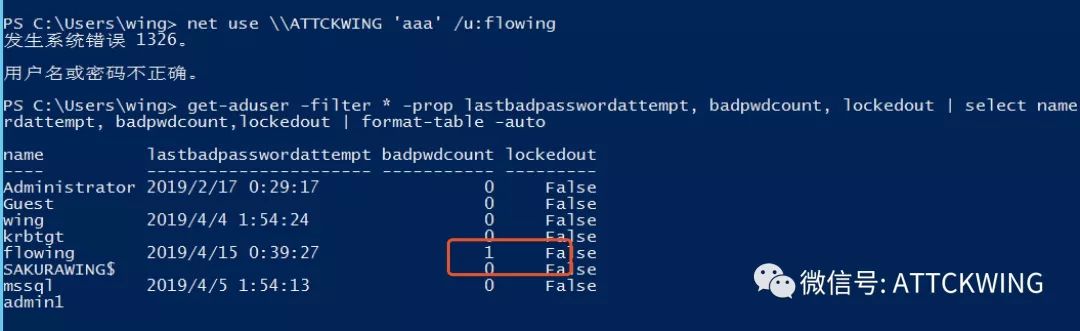 PS C:\Users\wing> net use \\ATTCKWING 'aaa' /u:flowing
发生系统错误 1326。
用户名或密码不正确。
PS C:\Users\wing> get-aduser -filter * -prop lastbadpasswordattempt, badpwdcount, lockedout | select name
rdattempt, badpwdcount,lockedout | format-table -auto
name lastbadpasswordattempt badpwdcount lockedout
---- ---------------------- ----------- ---------
Administrator 2019/2/17 0:29:17 0 False
Guest 0 False
wing 2019/4/4 1:54:24 0 False
krbtgt 0 False
flowing 2019/4/15 0:39:27 1 False
SAKURAWING$ 0 False
mssql 2019/4/5 1:54:13 0 False
admin1
微信号: ATTCKWING